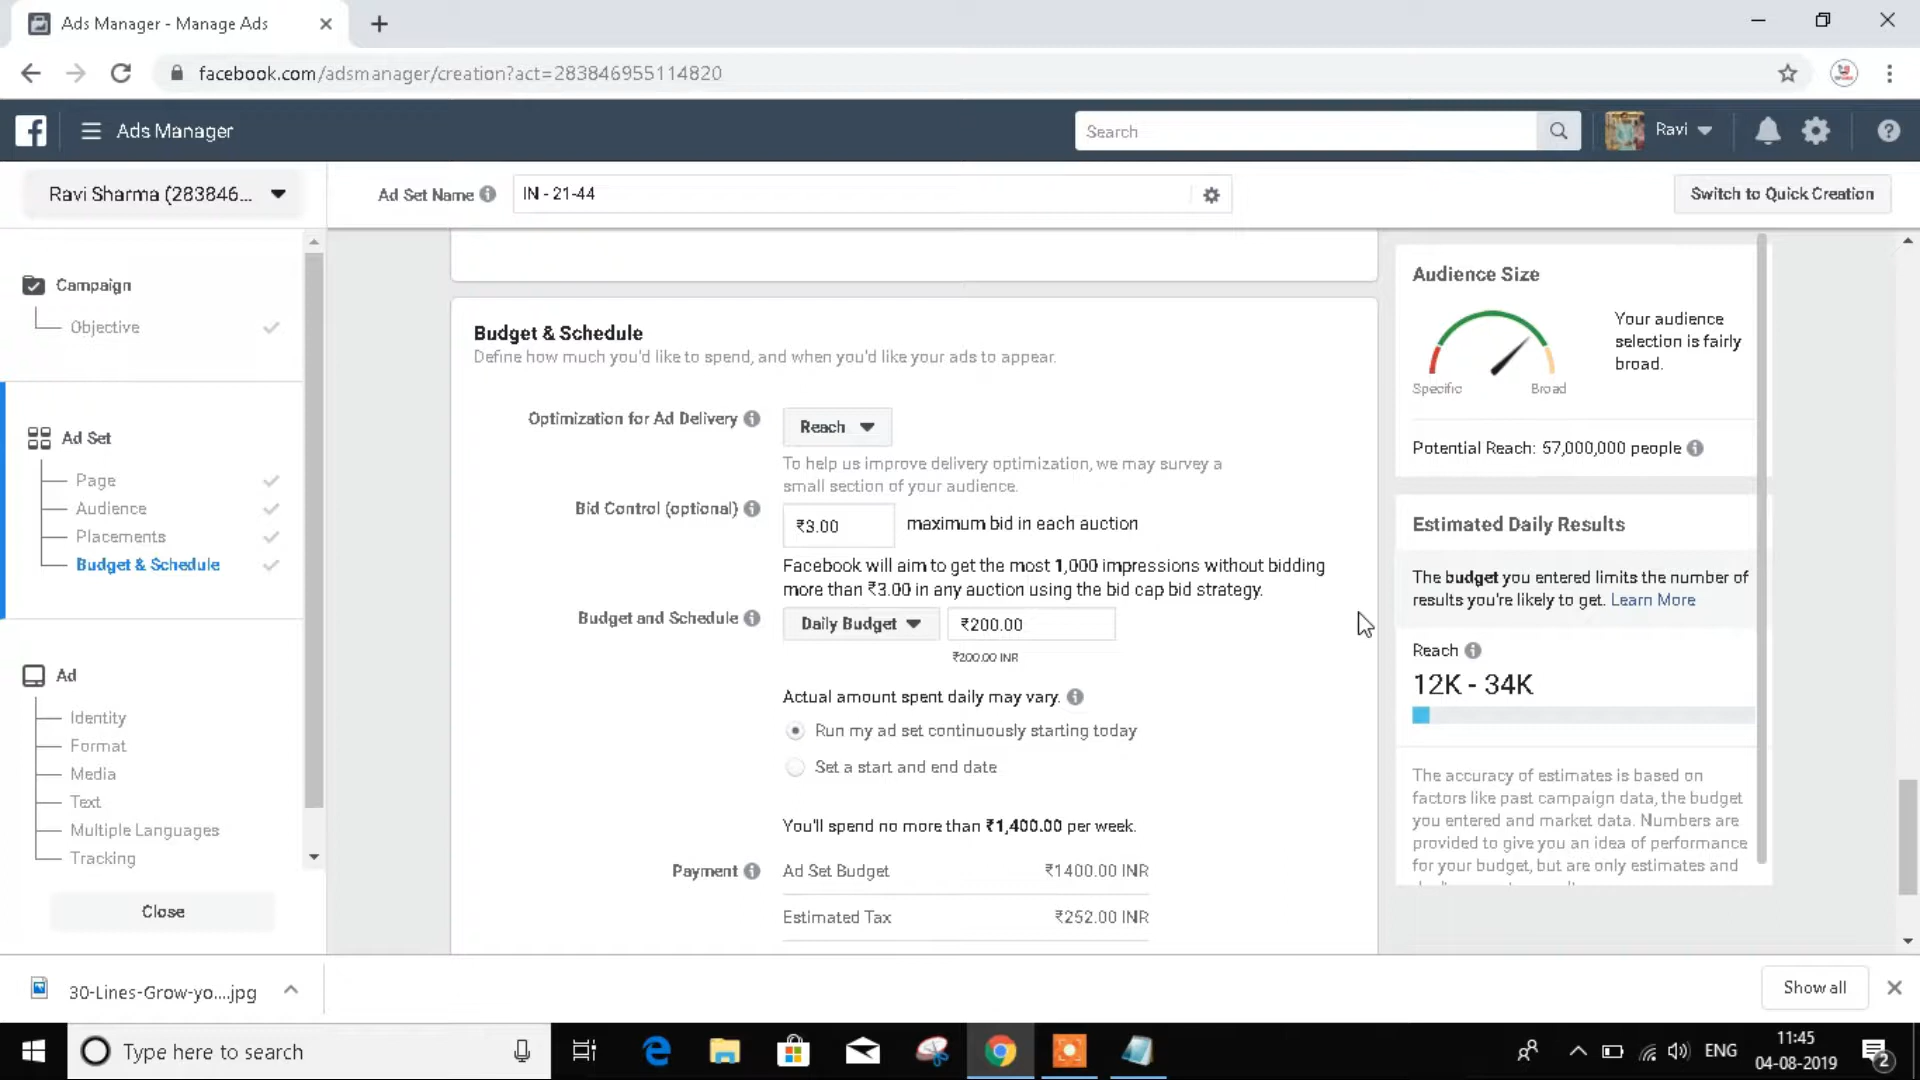 Ads Manager - Manage Ads
facebook.com/adsmanager/creation?act=283846955114820
Ads Manager
Search
Ravi
Ravi Sharma (283846...
Ad Set Name
IN - 21-44
Switch to Quick Creation
Campaign
Objective
Ad Set
Page
Audience
Placements
Budget & Schedule
Ad
Identity
Format
Media
Text
Multiple Languages
Tracking
Close
Budget & Schedule
Define how much you'd like to spend, and when you'd like your ads to appear.
Optimization for Ad Delivery
Reach
To help us improve delivery optimization, we may survey a
small section of your audience.
Bid Control (optional)
₹3.00
maximum bid in each auction
Facebook will aim to get the most 1,000 impressions without bidding
more than ₹3.00 in any auction using the bid cap bid strategy.
Budget and Schedule
Daily Budget
₹200.00
₹200.00 INR
Actual amount spent daily may vary.
Run my ad set continuously starting today
Set a start and end date
You'll spend no more than ₹1,400.00 per week.
Payment
Ad Set Budget
₹1400.00 INR
Estimated Tax
₹252.00 INR
Audience Size
Your audience
selection is fairly
broad.
Specific
Broad
Potential Reach: 57,000,000 people
Estimated Daily Results
The budget you entered limits the number of
results you're likely to get. Learn More
Reach
12K - 34K
The accuracy of estimates is based on
factors like past campaign data, the budget
you entered and market data. Numbers are
provided to give you an idea of performance
for your budget, but are only estimates and
30-Lines-Grow-yo....jpg
Show all
Type here to search
ENG
11:45
04-08-2019
2